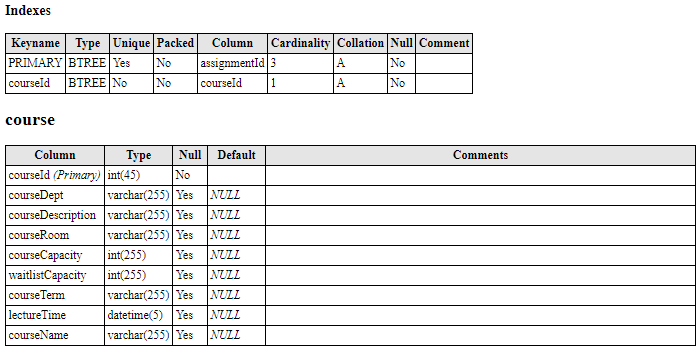 Indexes
Keyname Type Unique Packed Column Cardinality Collation Null Comment
PRIMARY BTREE Yes No assignmentId 3 A No
courseId BTREE No No courseId 1 A No
course
Column Type Null Default Comments
courseId (Primary) int(45) No
courseDept varchar(255) Yes NULL
courseDescription varchar(255) Yes NULL
courseRoom varchar(255) Yes NULL
courseCapacity int(255) Yes NULL
waitlistCapacity int(255) Yes NULL
courseTerm varchar(255) Yes NULL
lectureTime datetime(5) Yes NULL
courseName varchar(255) Yes NULL